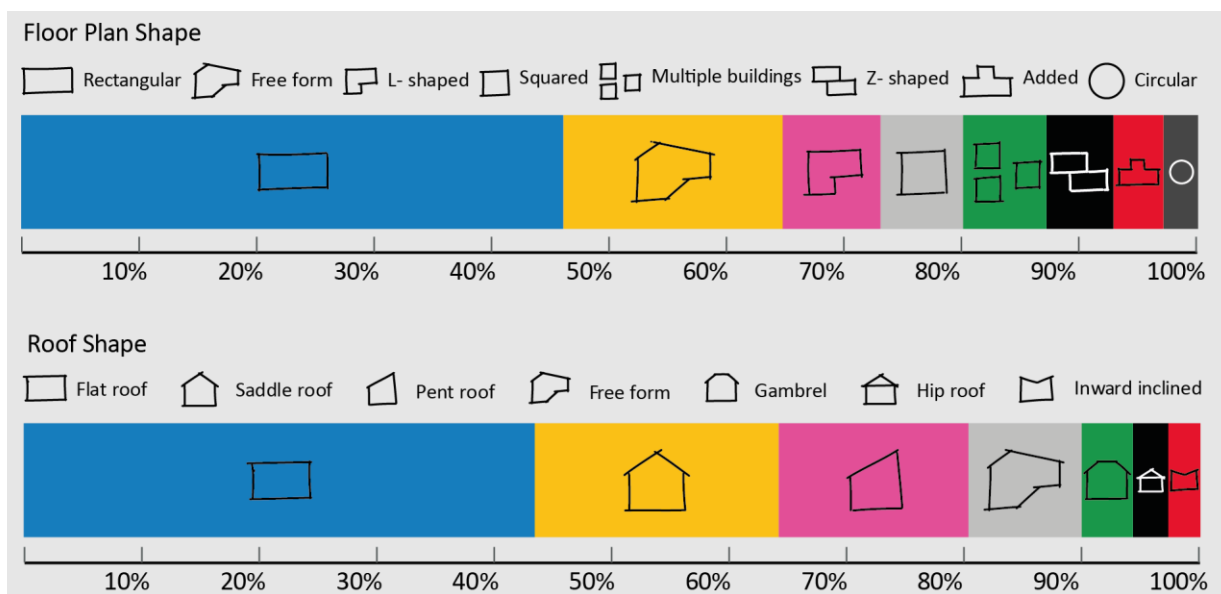 Floor Plan Shape
Rectangular Free form L- shaped Squared Multiple buildings Z- shaped Added Circular
10% 20% 30% 40% 50% 60% 70% 80% 90% 100%
Roof Shape
Flat roof Saddle roof Pent roof Free form Gambrel Hip roof Inward inclined
10% 20% 30% 40% 50% 60% 70% 80% 90% 100%